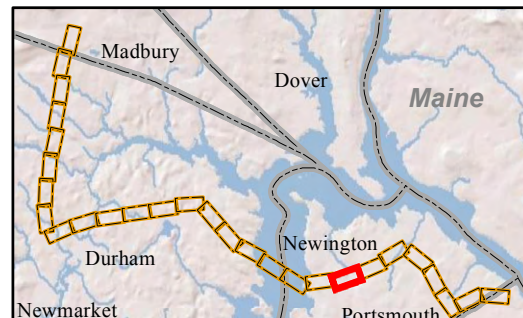 Madbury
Dover
Maine
Newington
Durham
Newmarket
Portsmouth